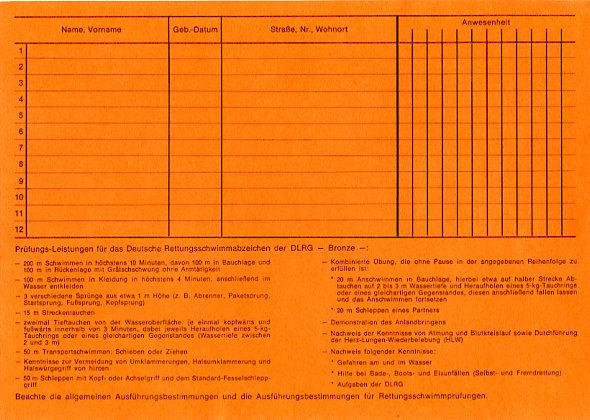 Name, Vorname Geb.-Datum Straße, Nr., Wohnort Anwesenheit
1
2
3
4
5
6
7
8
9
10
11
12
Prüfungs-Leistungen für das Deutsche Rettungsschwimmabzeichen der DLRG — Bronze —:
— 200 m Schwimmen in höchstens 10 Minuten, davon 100 m in Bauchlage und
100 m in Rückenlage mit Grätschschwung ohne Armtätigkeit
— 100 m Schwimmen in Kleidung in höchstens 4 Minuten, anschließend im
Wasser entkleiden
— 3 verschiedene Sprünge aus etwa 1 m Höhe (z. B. Abrenner, Paketsprung,
Startsprung, Fußsprung, Kopfsprung)
— 15 m Streckentauchen
— zweimal Tieftauchen von der Wasseroberfläche: je einmal kopfwärts und
fußwärts innerhalb von 3 Minuten, dabei jeweils Heraufholen eines 5-kg-
Tauchrings oder eines gleichartigen Gegenstandes (Wassertiefe zwischen
2 und 3 m)
— 50 m Transportschwimmen: Schieben oder Ziehen
— Kenntnisse zur Vermeidung von Umklammerungen, Halsumklammerung und
Halswürgegriff von hinten
— 50 m Schleppen mit Kopf- oder Achselgriff und dem Standard-Fesselschlepp-
griff
— Kombinierte Übung, die ohne Pause in der angegebenen Reihenfolge zu
erfüllen ist:
* 20 m Anschwimmen in Bauchlage, hierbei etwa auf halber Strecke Ab-
tauchen auf 2 bis 3 m Wassertiefe und Heraufholen eines 5-kg-Tauchrings
oder eines gleichartigen Gegenstandes, diesen anschließend fallen lassen
und das Anschwimmen fortsetzen
* 20 m Schleppen eines Partners
— Demonstration des Anlandbringens
— Nachweis der Kenntnisse von Atmung und Blutkreislauf sowie Durchführung
der Herz-Lungen-Wiederbelebung (HLW)
— Nachweis folgender Kenntnisse:
* Gefahren am und im Wasser
* Hilfe bei Bade-, Boots- und Eisunfällen (Selbst- und Fremdrettung)
* Aufgaben der DLRG
Beachte die allgemeinen Ausführungsbestimmungen und die Ausführungsbestimmungen für Rettungsschwimmprüfungen.